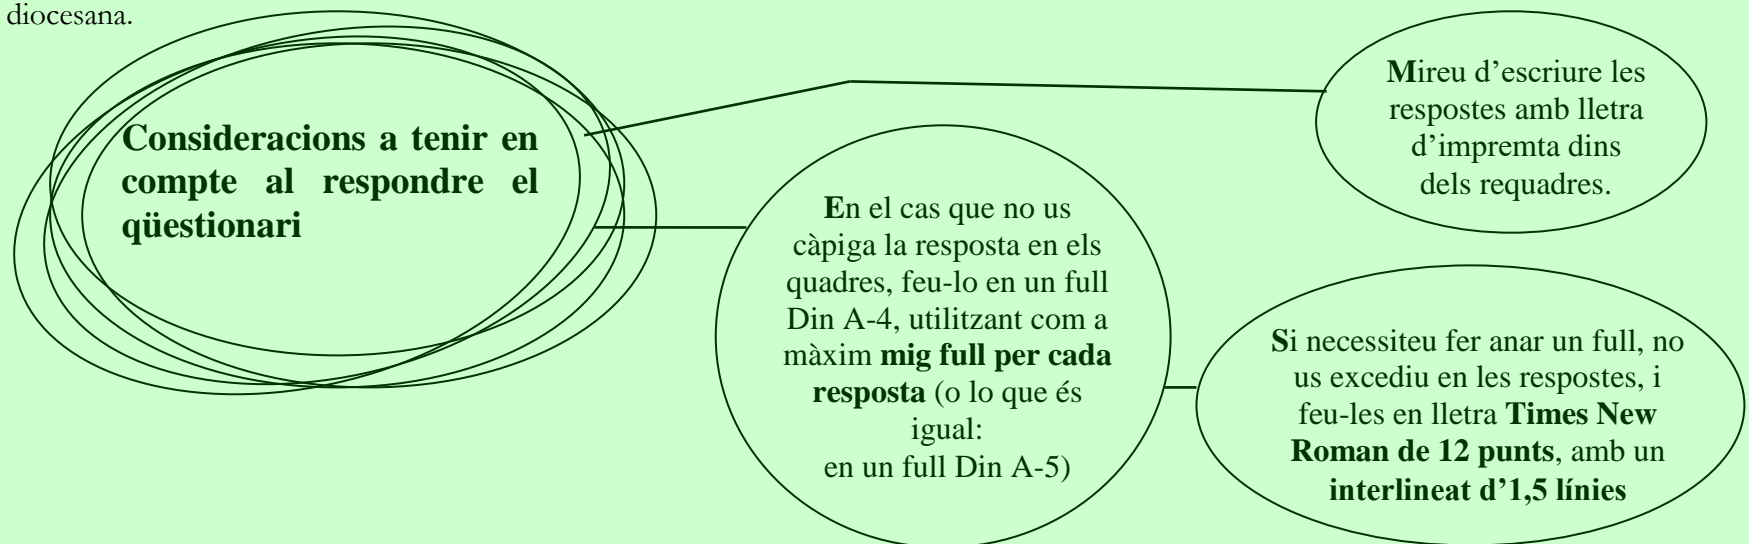 diocesana.
Consideracions a tenir en
compte al respondre el
qüestionari
Mireu d’escriure les
respostes amb lletra
d’impremta dins
dels requadres.
En el cas que no us
càpiga la resposta en els
quadres, feu-lo en un full
Din A-4, utilitzant com a
màxim mig full per cada
resposta (o lo que és
igual:
en un full Din A-5)
Si necessiteu fer anar un full, no
us excediu en les respostes, i
feu-les en lletra Times New
Roman de 12 punts, amb un
interlineat d’1,5 línies